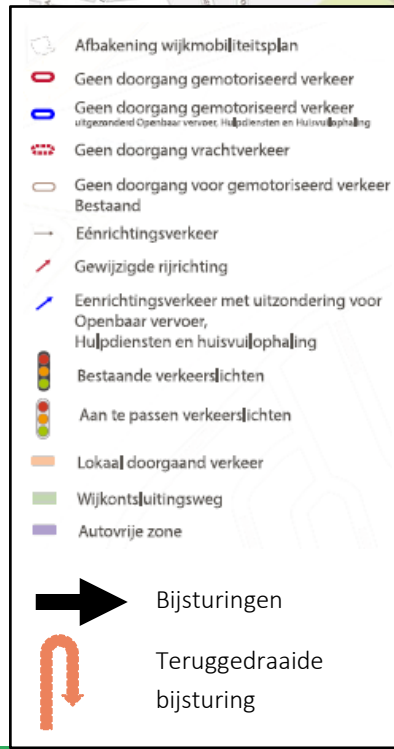 Afbakening wijkmobiliteitsplan
Geen doorgang gemotoriseerd verkeer
Geen doorgang gemotoriseerd verkeer
uitgezonderd Openbaar vervoer, Hulpdiensten en Huisvuilophaling
Geen doorgang vrachtverkeer
Geen doorgang voor gemotoriseerd verkeer
Bestaand
Eénrichtingsverkeer
Gewijzigde rijrichting
Eenrichtingsverkeer met uitzondering voor
Openbaar vervoer,
Hulpdiensten en huisvuilophaling
Bestaande verkeerslichten
Aan te passen verkeerslichten
Lokaal doorgaand verkeer
Wijkontsluitingsweg
Autovrije zone
Bijsturingen
Teruggedraaide
bijsturing